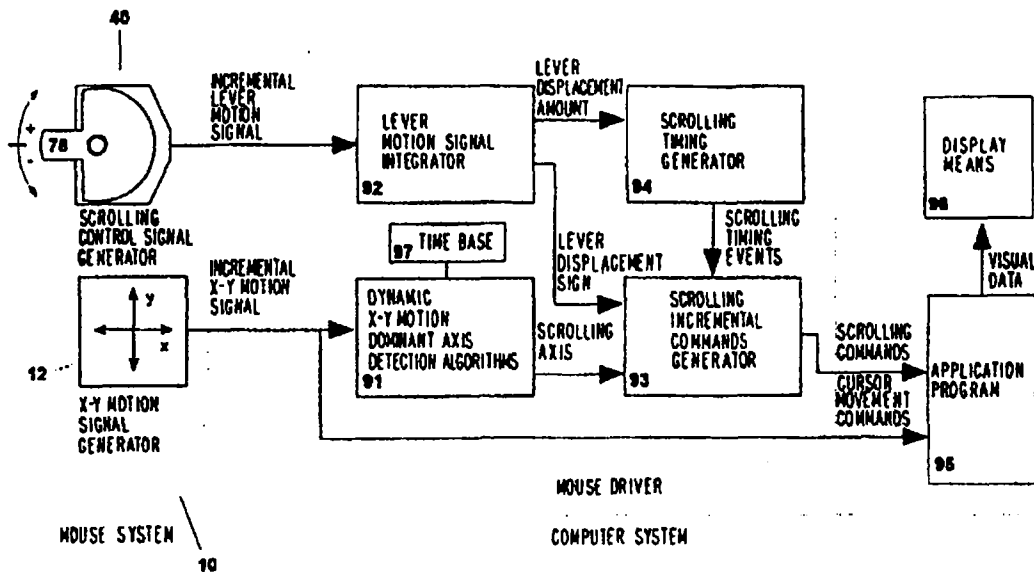 40
+
-
78
SCROLLING
CONTROL SIGNAL
GENERATOR
INCREMENTAL
LEVER
MOTION
SIGNAL
LEVER
MOTION SIGNAL
INTEGRATOR
92
LEVER
DISPLACEMENT
AMOUNT
SCROLLING
TIMING
GENERATOR
94
DISPLAY
MEANS
96
97 TIME BASE
LEVER
DISPLACEMENT
SIGN
SCROLLING
TIMING
EVENTS
VISUAL
DATA
12
y
x
X-Y MOTION
SIGNAL
GENERATOR
INCREMENTAL
X-Y MOTION
SIGNAL
DYNAMIC
X-Y MOTION
DOMINANT AXIS
DETECTION ALGORITHMS
91
SCROLLING
AXIS
SCROLLING
INCREMENTAL
COMMANDS
GENERATOR
93
SCROLLING
COMMANDS
CURSOR
MOVEMENT
COMMANDS
APPLICATION
PROGRAM
95
MOUSE DRIVER
MOUSE SYSTEM
COMPUTER SYSTEM
10